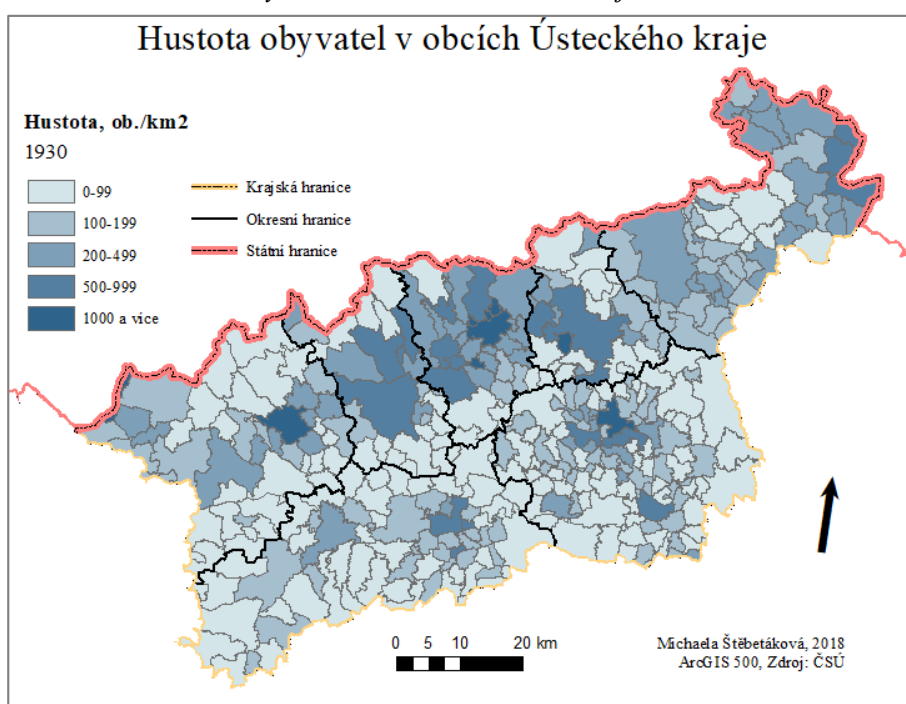 Hustota obyvatel v obcích Ústeckého kraje
Hustota, ob./km2
1930
0-99
100-199
200-499
500-999
1000 a více
Krajská hranice
Okresní hranice
Státní hranice
0 5 10 20 km
Michaela Štěbetáková, 2018
ArcGIS 500, Zdroj: ČSÚ